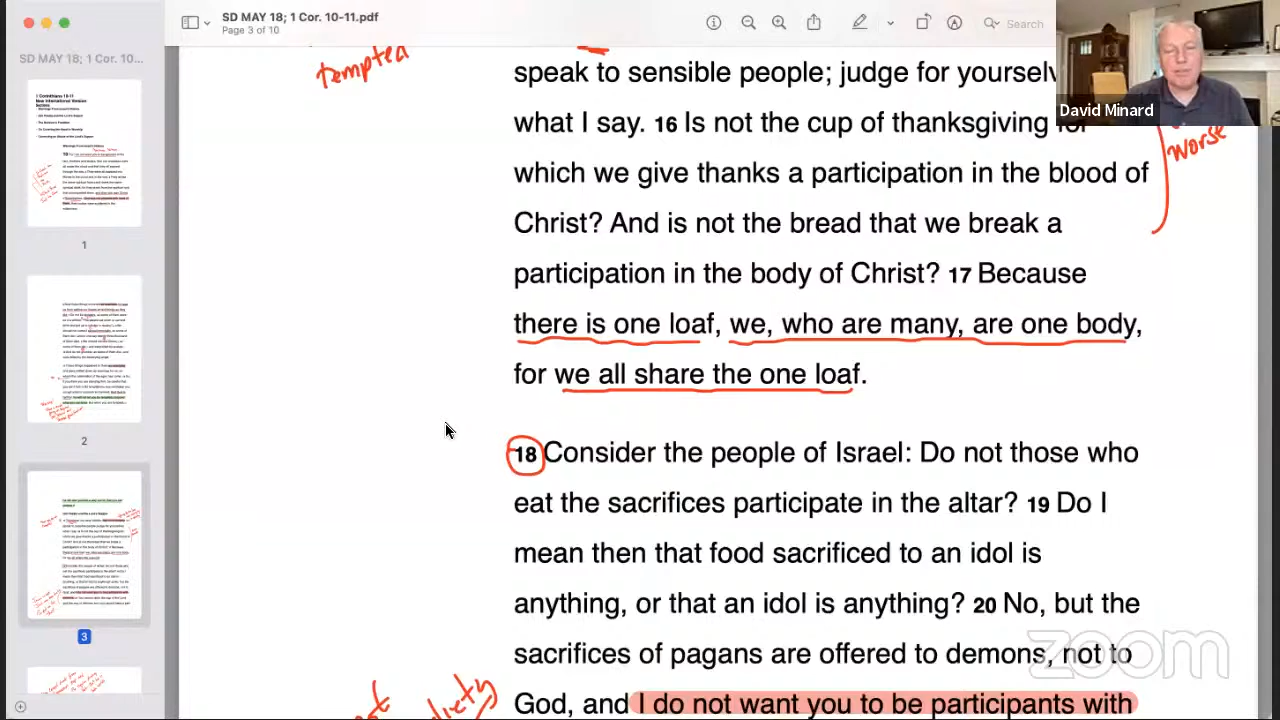 SD MAY 18; 1 Cor. 10-11.pdf
Page 3 of 10
Search
SD MAY 18; 1 Cor. 10...
1
2
3
David Minard
tempted
worse
speak to sensible people; judge for
what I say. 16 Is not the cup of thanksgiving for
which we give thanks a participation in the blood of
Christ? And is not the bread that we break a
participation in the body of Christ? 17 Because
there is one loaf, we, who are many, are one body,
for we all share the one loaf.
18 Consider the people of Israel: Do not those who
eat the sacrifices participate in the altar? 19 Do I
mean then that food sacrificed to an idol is
anything, or that an idol is anything? 20 No, but the
sacrifices of pagans are offered to demons, not to
God, and I do not want you to be participants with
zoom